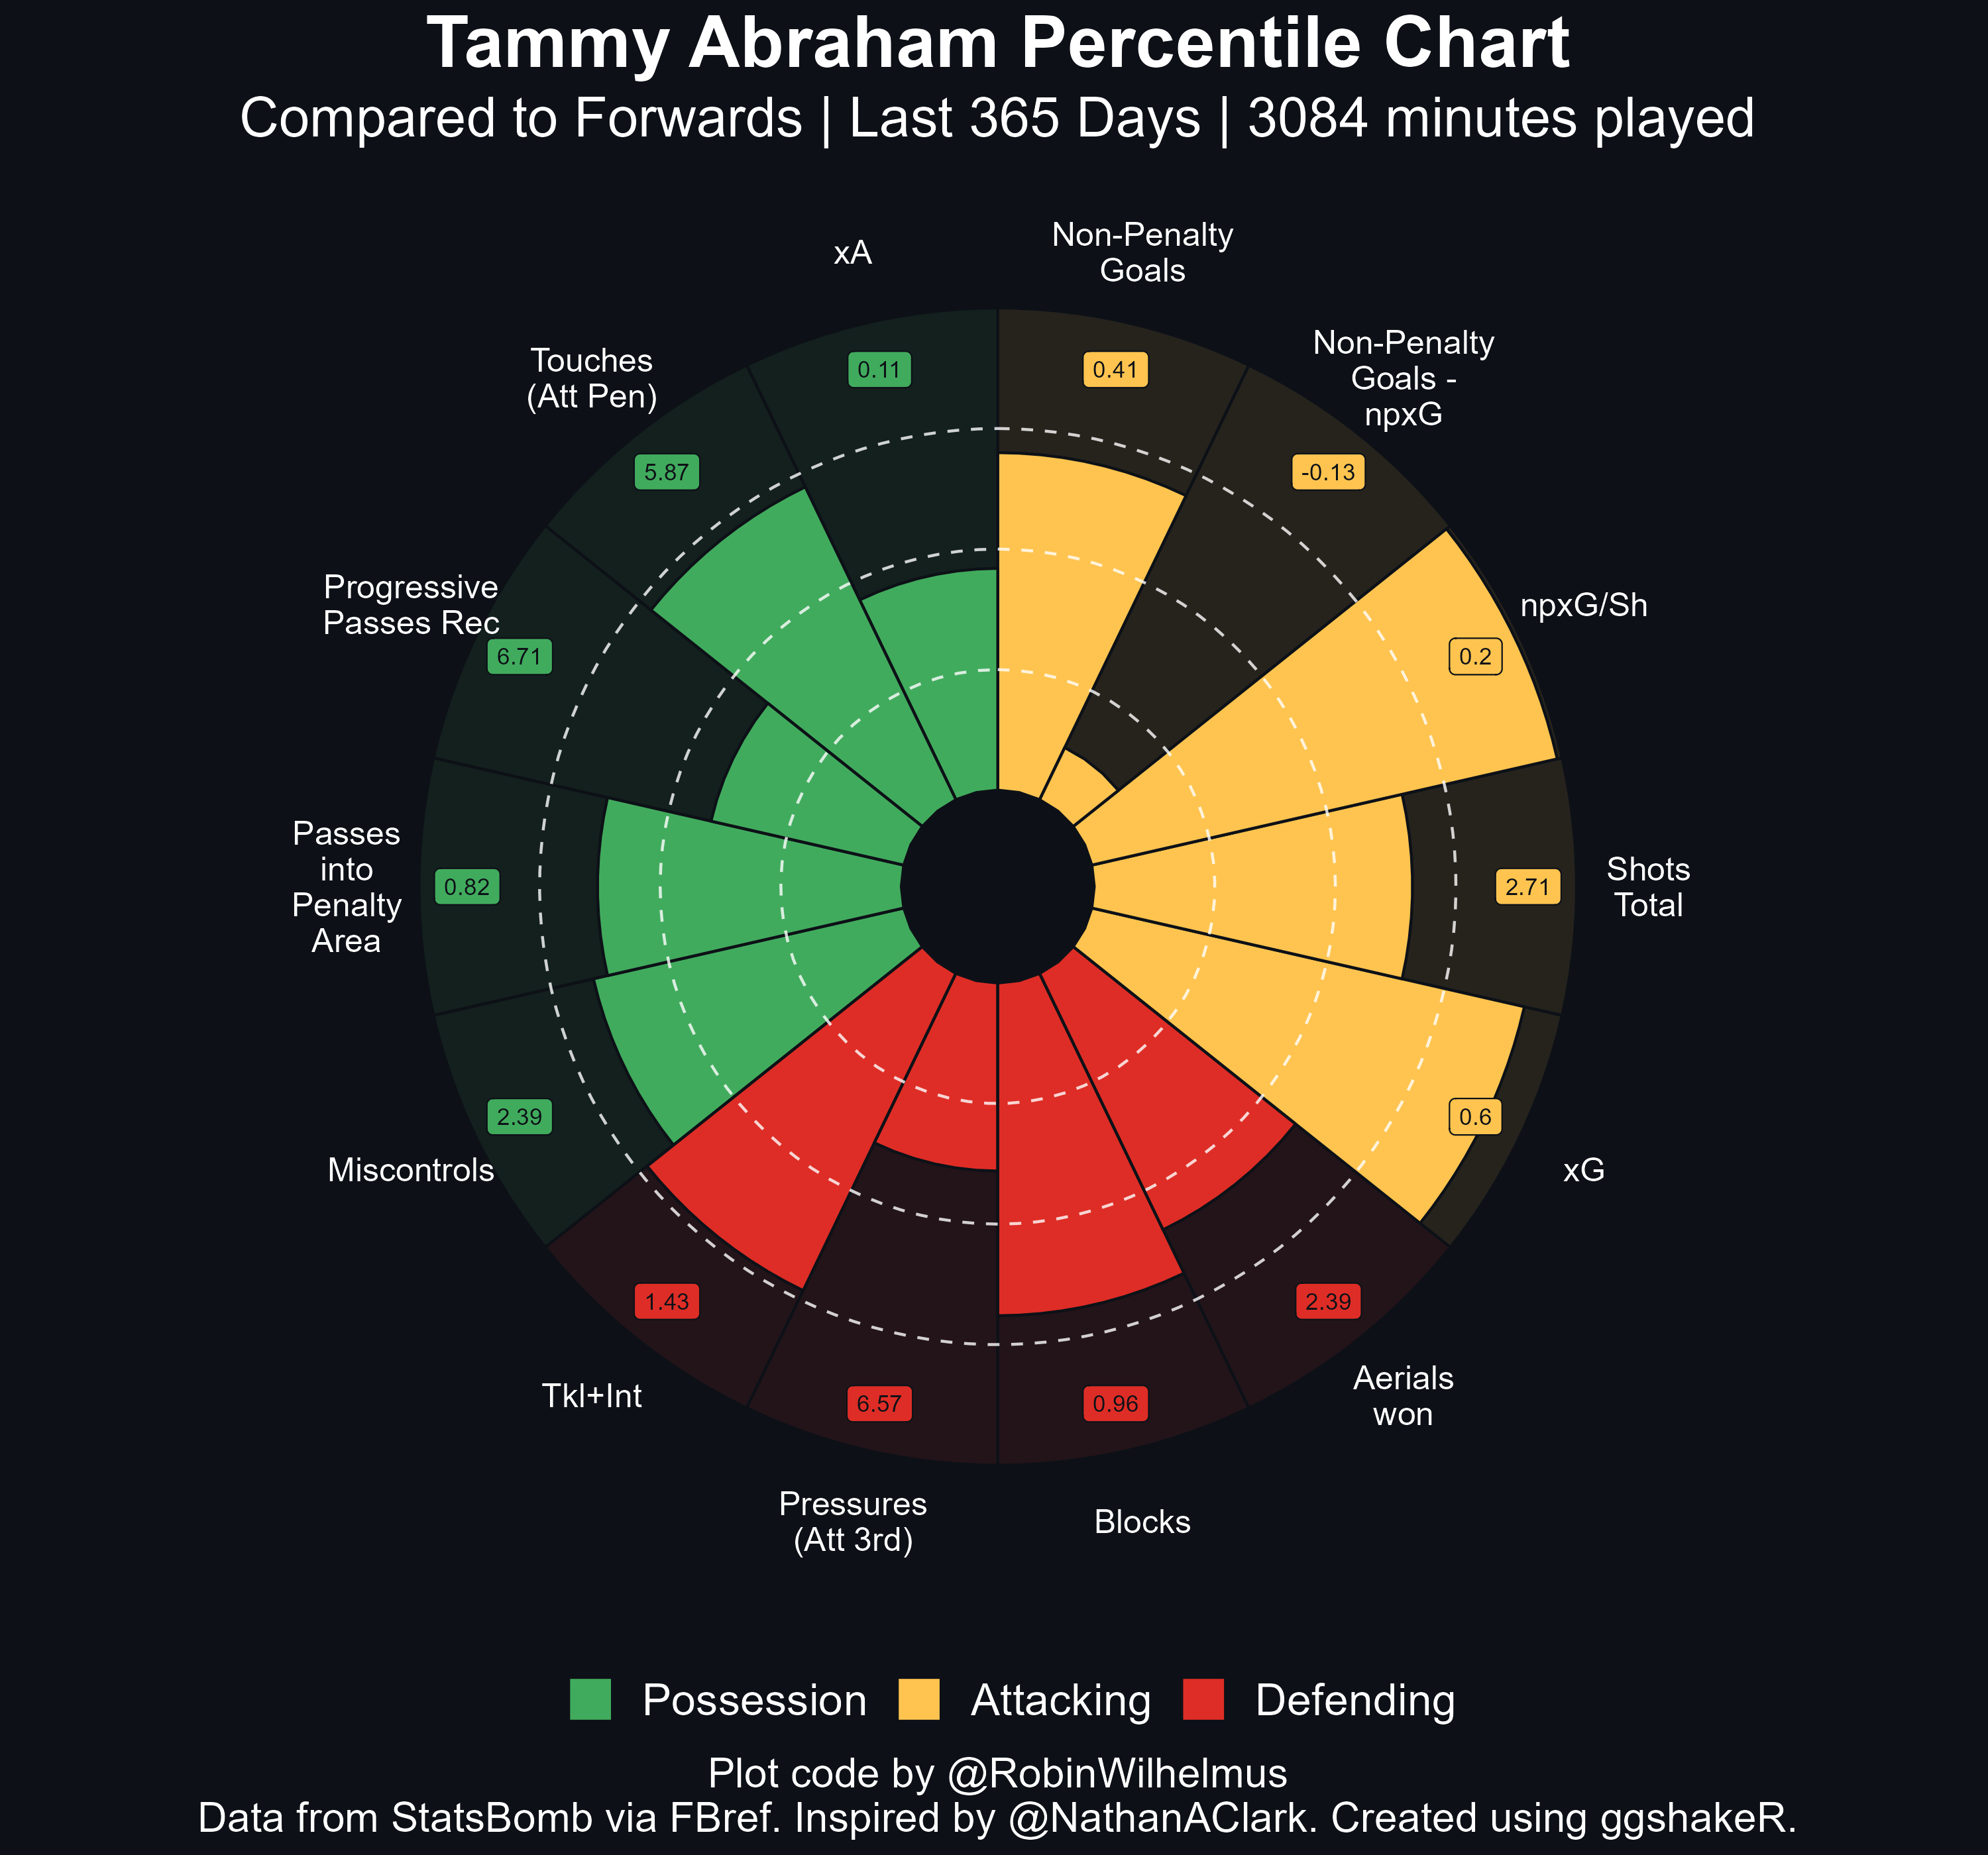 Tammy Abraham Percentile Chart
Compared to Forwards | Last 365 Days | 3084 minutes played
xA
0.11
Non-Penalty
Goals
0.41
Non-Penalty
Goals -
npxG
-0.13
npxG/Sh
0.2
Shots
Total
2.71
xG
0.6
Aerials
won
2.39
Blocks
0.96
Pressures
(Att 3rd)
6.57
Tkl+Int
1.43
Miscontrols
2.39
Passes
into
Penalty
Area
0.82
Progressive
Passes Rec
6.71
Touches
(Att Pen)
5.87
Possession
Attacking
Defending
Plot code by @RobinWilhelmus
Data from StatsBomb via FBref. Inspired by @NathanAClark. Created using ggshakeR.